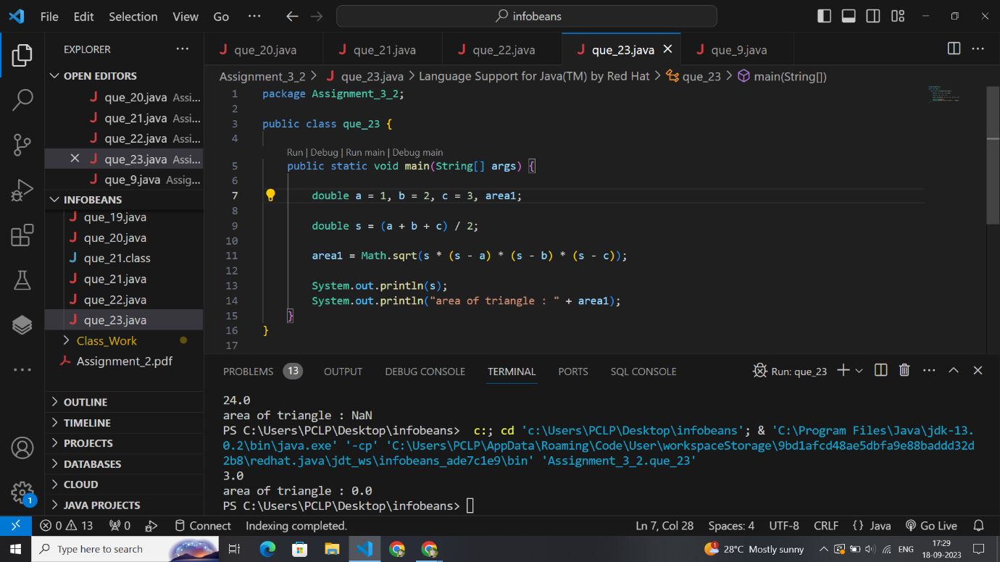 File Edit Selection View Go ··· infobeans
EXPLORER ···
OPEN EDITORS
que_20.java Assi...
que_21.java Assi...
que_22.java Assi...
que_23.java Assi...
que_9.java Assig...
INFOBEANS
que_19.java
que_20.java
que_21.class
que_21.java
que_22.java
que_23.java
Class_Work
Assignment_2.pdf
OUTLINE
TIMELINE
PROJECTS
DATABASES
CLOUD
JAVA PROJECTS
1
que_20.java que_21.java que_22.java que_23.java que_9.java
Assignment_3_2 > que_23.java > Language Support for Java(TM) by Red Hat > que_23 > main(String[])
1 package Assignment_3_2;
2
3 public class que_23 {
4
Run | Debug | Run main | Debug main
5 public static void main(String[] args) {
6
7 double a = 1, b = 2, c = 3, area1;
8
9 double s = (a + b + c) / 2;
10
11 area1 = Math.sqrt(s * (s - a) * (s - b) * (s - c));
12
13 System.out.println(s);
14 System.out.println("area of triangle : " + area1);
15 }
16 }
17
PROBLEMS 13 OUTPUT DEBUG CONSOLE TERMINAL PORTS SQL CONSOLE Run: que_23
24.0
area of triangle : NaN
PS C:\Users\PCLP\Desktop\infobeans> c:; cd 'c:\Users\PCLP\Desktop\infobeans'; & 'C:\Program Files\Java\jdk-13.
0.2\bin\java.exe' '-cp' 'C:\Users\PCLP\AppData\Roaming\Code\User\workspaceStorage\9bd1afcd48ae5dbfa9e88baddd32d
2b8\redhat.java\jdt_ws\infobeans_ade7c1e9\bin' 'Assignment_3_2.que_23'
3.0
area of triangle : 0.0
PS C:\Users\PCLP\Desktop\infobeans>
0 13 0 Connect Indexing completed. Ln 7, Col 28 Spaces: 4 UTF-8 CRLF {} Java Go Live
Type here to search 1 28°C Mostly sunny ENG 17:29
18-09-2023